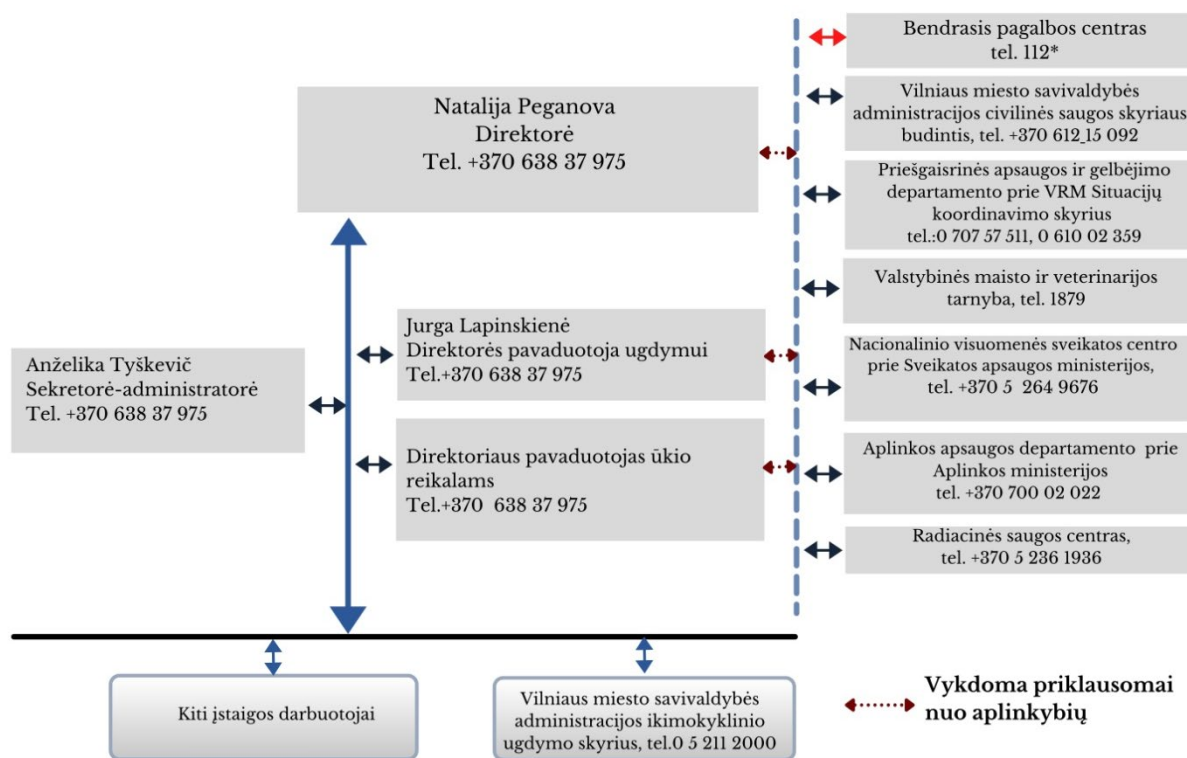 Natalija Peganova
Direktorė
Tel. +370 638 37 975
Anželika Tyškevič
Sekretorė-administratorė
Tel. +370 638 37 975
Jurga Lapinskienė
Direktorės pavaduotoja ugdymui
Tel.+370 638 37 975
Direktoriaus pavaduotojas ūkio
reikalams
Tel.+370 638 37 975
Bendrasis pagalbos centras
tel. 112*
Vilniaus miesto savivaldybės
administracijos civilinės saugos skyriaus
budintis, tel. +370 612_15 092
Priešgaisrinės apsaugos ir gelbėjimo
departamento prie VRM Situacijų
koordinavimo skyrius
tel.:0 707 57 511, 0 610 02 359
Valstybinės maisto ir veterinarijos
tarnyba, tel. 1879
Nacionalinio visuomenės sveikatos centro
prie Sveikatos apsaugos ministerijos,
tel. +370 5 264 9676
Aplinkos apsaugos departamento prie
Aplinkos ministerijos
tel. +370 700 02 022
Radiacinės saugos centras,
tel. +370 5 236 1936
Kiti įstaigos darbuotojai
Vilniaus miesto savivaldybės
administracijos ikimokyklinio
ugdymo skyrius, tel.0 5 211 2000
Vykdoma priklausomai
nuo aplinkybių